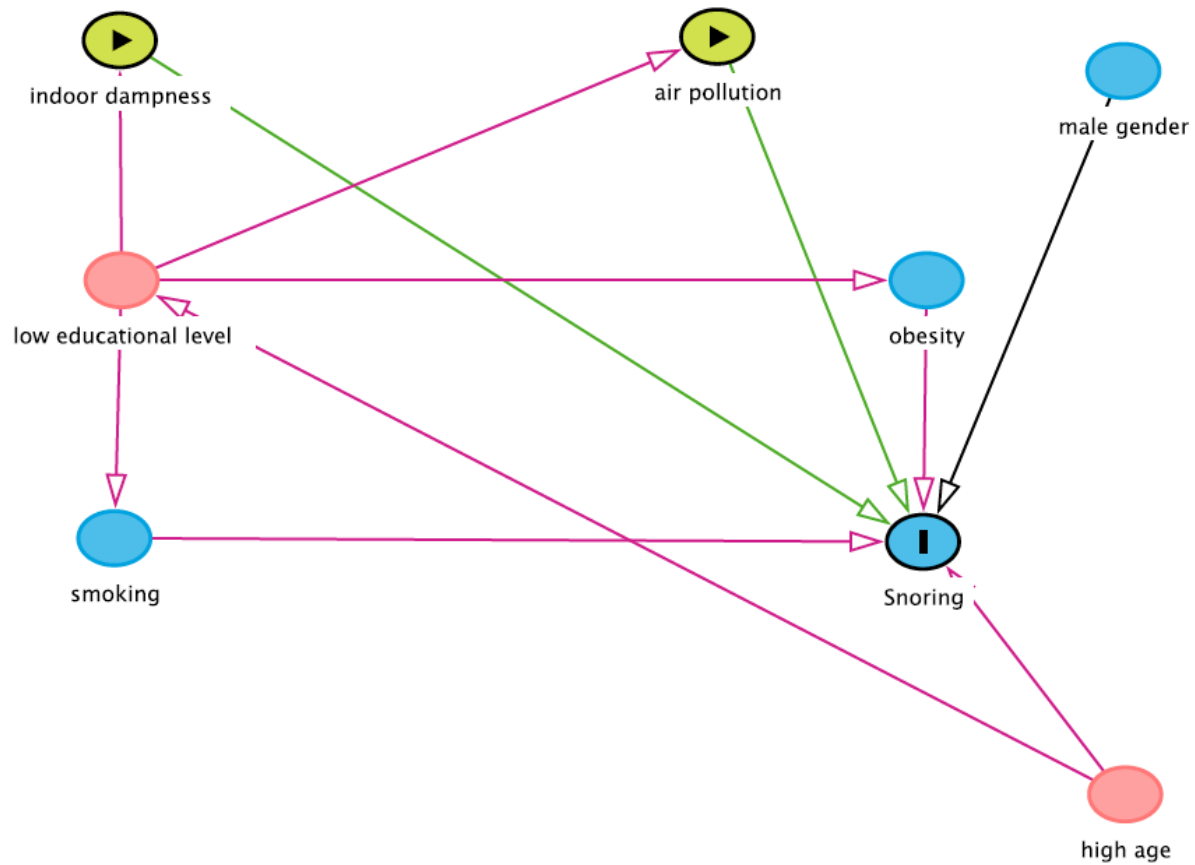 indoor dampness
air pollution
male gender
low educational level
obesity
smoking
Snoring
high age